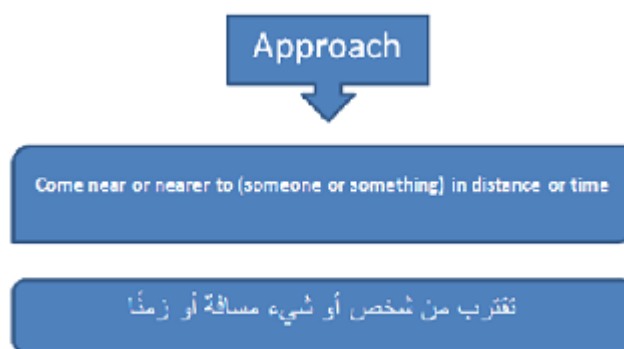 Approach
Come near or nearer to (someone or something) in distance or time
تقترب من شخص أو شيء مسافة أو زمنًا